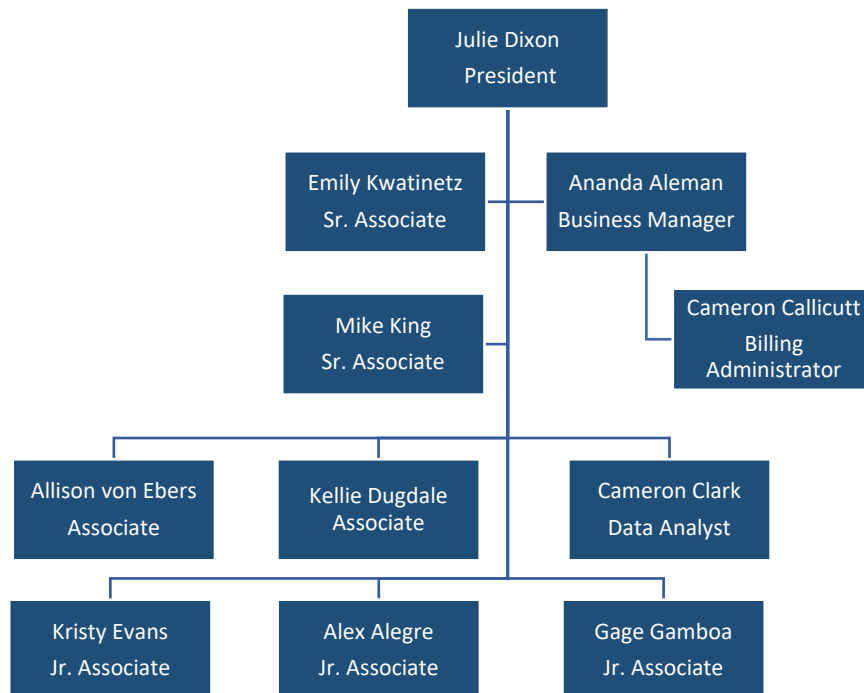 Julie Dixon
President
Emily Kwatinetz
Sr. Associate
Ananda Aleman
Business Manager
Mike King
Sr. Associate
Cameron Callicutt
Billing
Administrator
Allison von Ebers
Associate
Kellie Dugdale
Associate
Cameron Clark
Data Analyst
Kristy Evans
Jr. Associate
Alex Alegre
Jr. Associate
Gage Gamboa
Jr. Associate